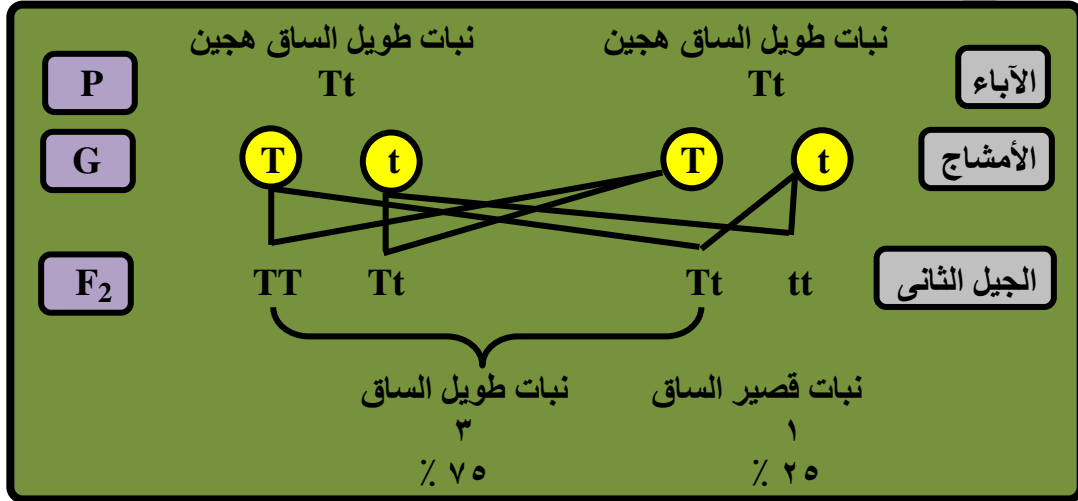 نبات طويل الساق هجين نبات طويل الساق هجين
الآباء Tt Tt P
الأمشاج t T t T G
الجيل الثانى tt Tt Tt TT F₂
نبات قصير الساق نبات طويل الساق
١ ٣
٢٥ ٪ ٧٥ ٪